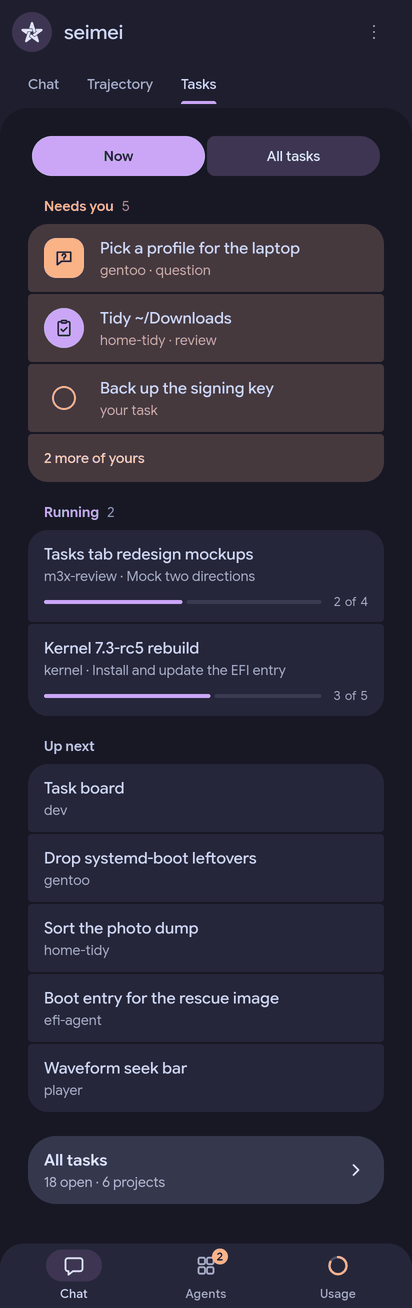 seimei
Chat
Trajectory
Tasks
Now
All tasks
Needs you 5
Pick a profile for the laptop
gentoo · question
Tidy ~/Downloads
home-tidy · review
Back up the signing key
your task
2 more of yours
Running 2
Tasks tab redesign mockups
m3x-review · Mock two directions
2 of 4
Kernel 7.3-rc5 rebuild
kernel · Install and update the EFI entry
3 of 5
Up next
Task board
dev
Drop systemd-boot leftovers
gentoo
Sort the photo dump
home-tidy
Boot entry for the rescue image
efi-agent
Waveform seek bar
player
All tasks
18 open · 6 projects
2
Chat
Agents
Usage